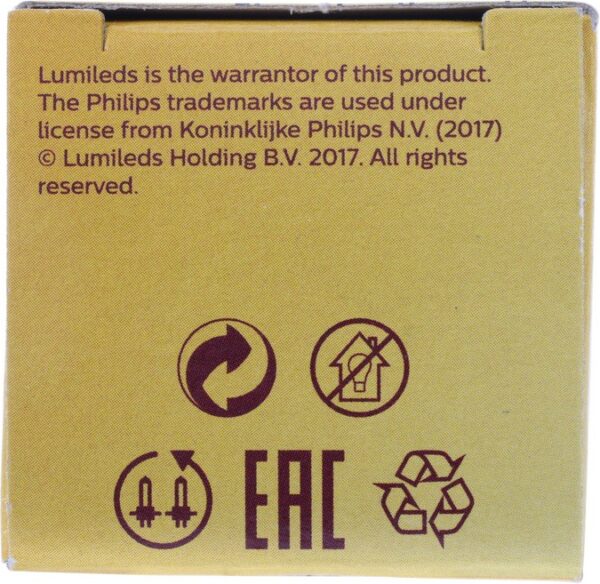 Lumileds is the warrantor of this product.
The Philips trademarks are used under
license from Koninklijke Philips N.V. (2017)
© Lumileds Holding B.V. 2017. All rights
reserved.
EAC